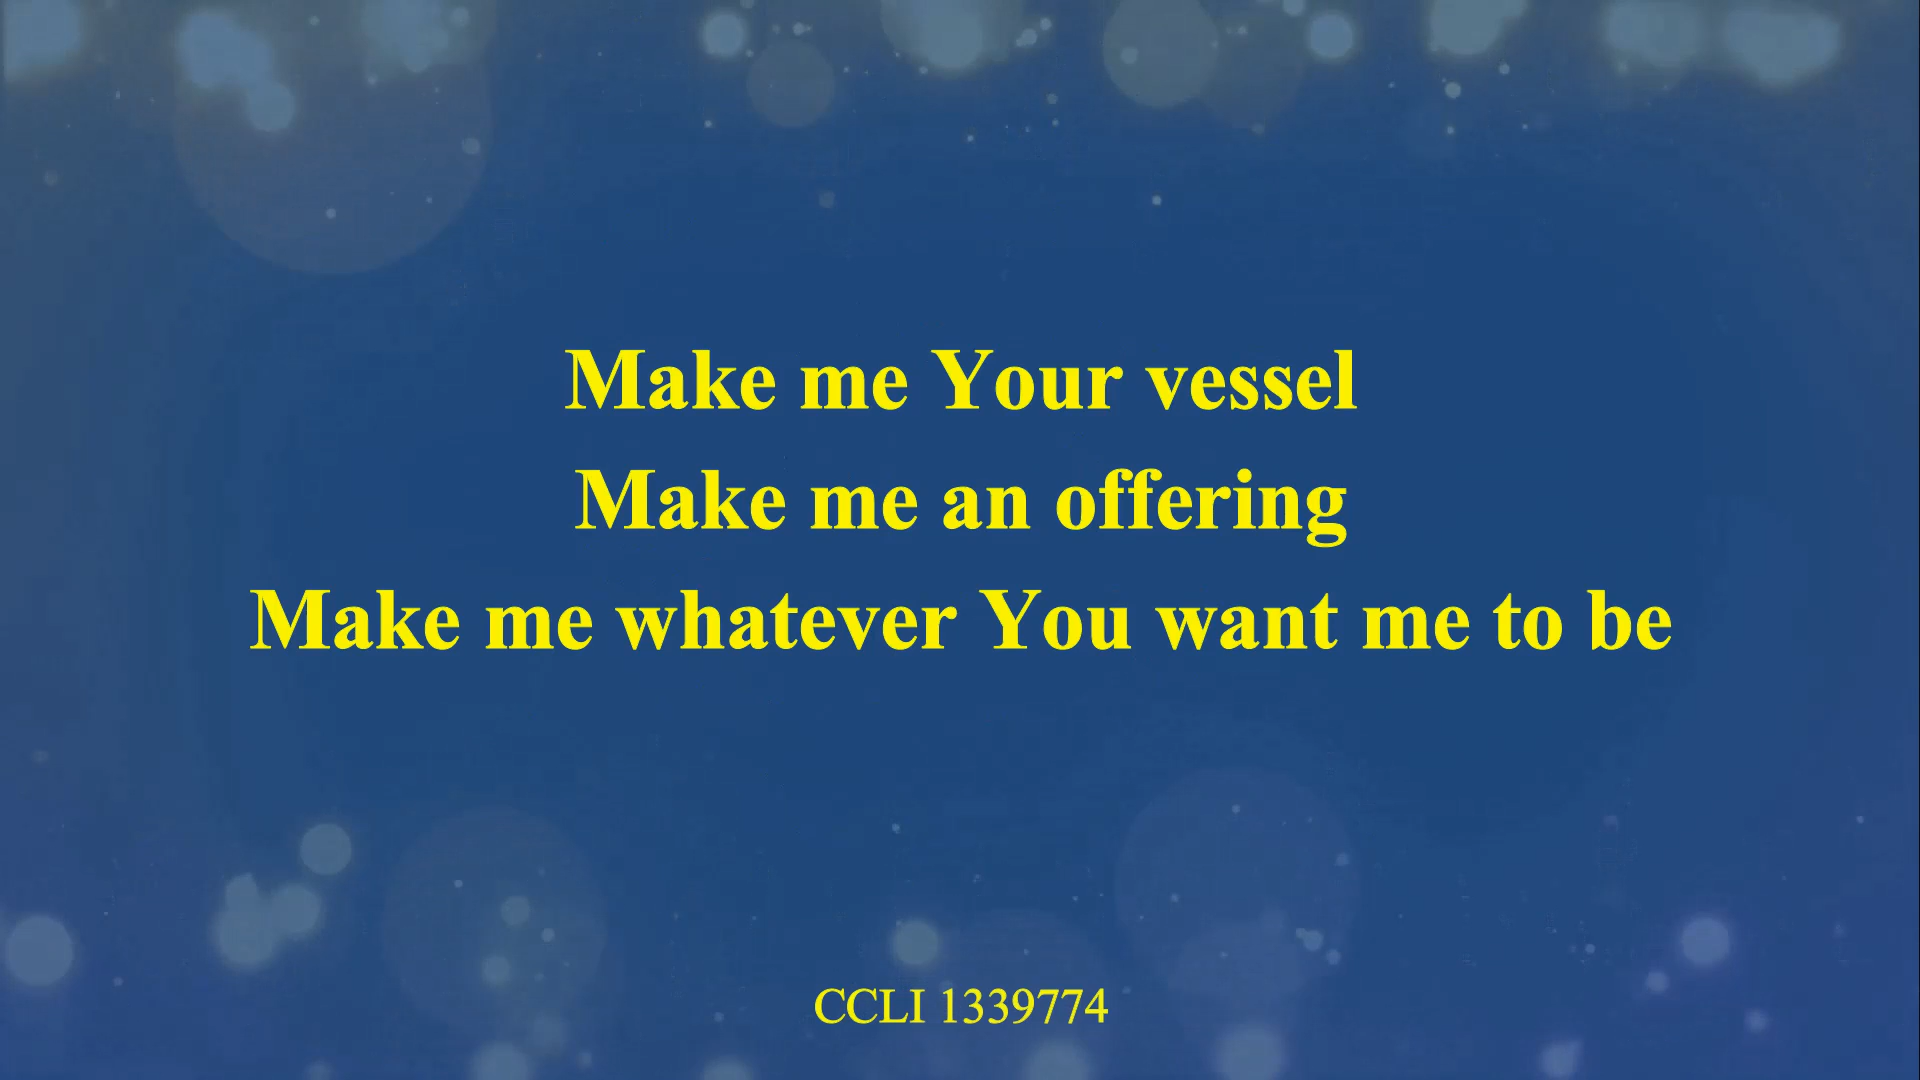 Make me Your vessel
Make me an offering
Make me whatever You want me to be
CCLI 1339774